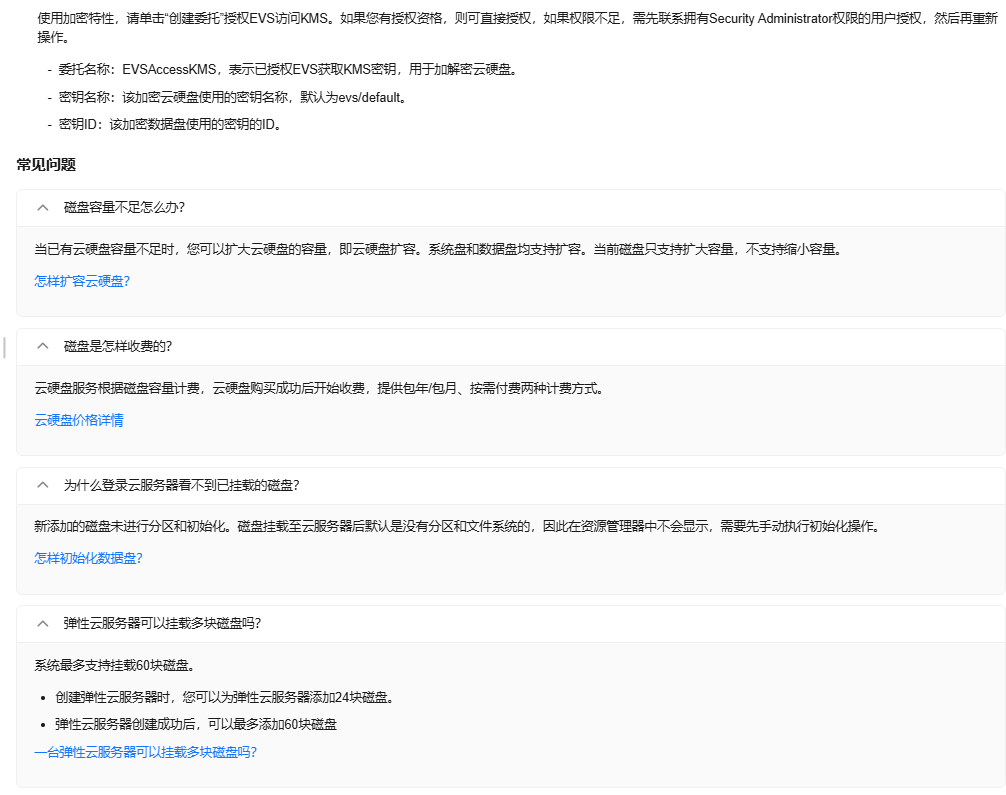 使用加密特性，请单击“创建委托”授权EVS访问KMS。如果您有授权资格，则可直接授权，如果权限不足，需先联系拥有Security Administrator权限的用户授权，然后再重新
操作。
- 委托名称：EVSAccessKMS，表示已授权EVS获取KMS密钥，用于加解密云硬盘。
- 密钥名称：该加密云硬盘使用的密钥名称，默认为evs/default。
- 密钥ID：该加密数据盘使用的密钥的ID。
常见问题
磁盘容量不足怎么办?
当已有云硬盘容量不足时，您可以扩大云硬盘的容量，即云硬盘扩容。系统盘和数据盘均支持扩容。当前磁盘只支持扩大容量，不支持缩小容量。
怎样扩容云硬盘?
磁盘是怎样收费的?
云硬盘服务根据磁盘容量计费，云硬盘购买成功后开始收费，提供包年/包月、按需付费两种计费方式。
云硬盘价格详情
为什么登录云服务器看不到已挂载的磁盘?
新添加的磁盘未进行分区和初始化。磁盘挂载至云服务器后默认是没有分区和文件系统的，因此在资源管理器中不会显示，需要先手动执行初始化操作。
怎样初始化数据盘?
弹性云服务器可以挂载多块磁盘吗?
系统最多支持挂载60块磁盘。
• 创建弹性云服务器时，您可以为弹性云服务器添加24块磁盘。
• 弹性云服务器创建成功后，可以最多添加60块磁盘
一台弹性云服务器可以挂载多块磁盘吗?